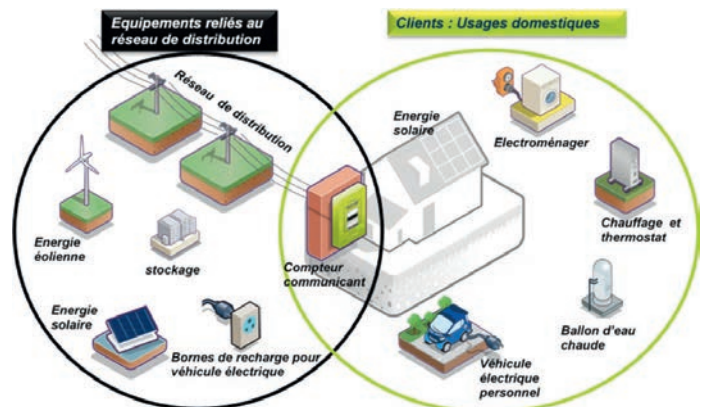 Equipements reliés au
réseau de distribution
Clients : Usages domestiques
Réseau de distribution
Energie
éolienne
stockage
Energie
solaire
Bornes de recharge pour
véhicule électrique
Compteur
communicant
Energie
solaire
Electroménager
Chauffage et
thermostat
Ballon d'eau
chaude
Véhicule
électrique
personnel